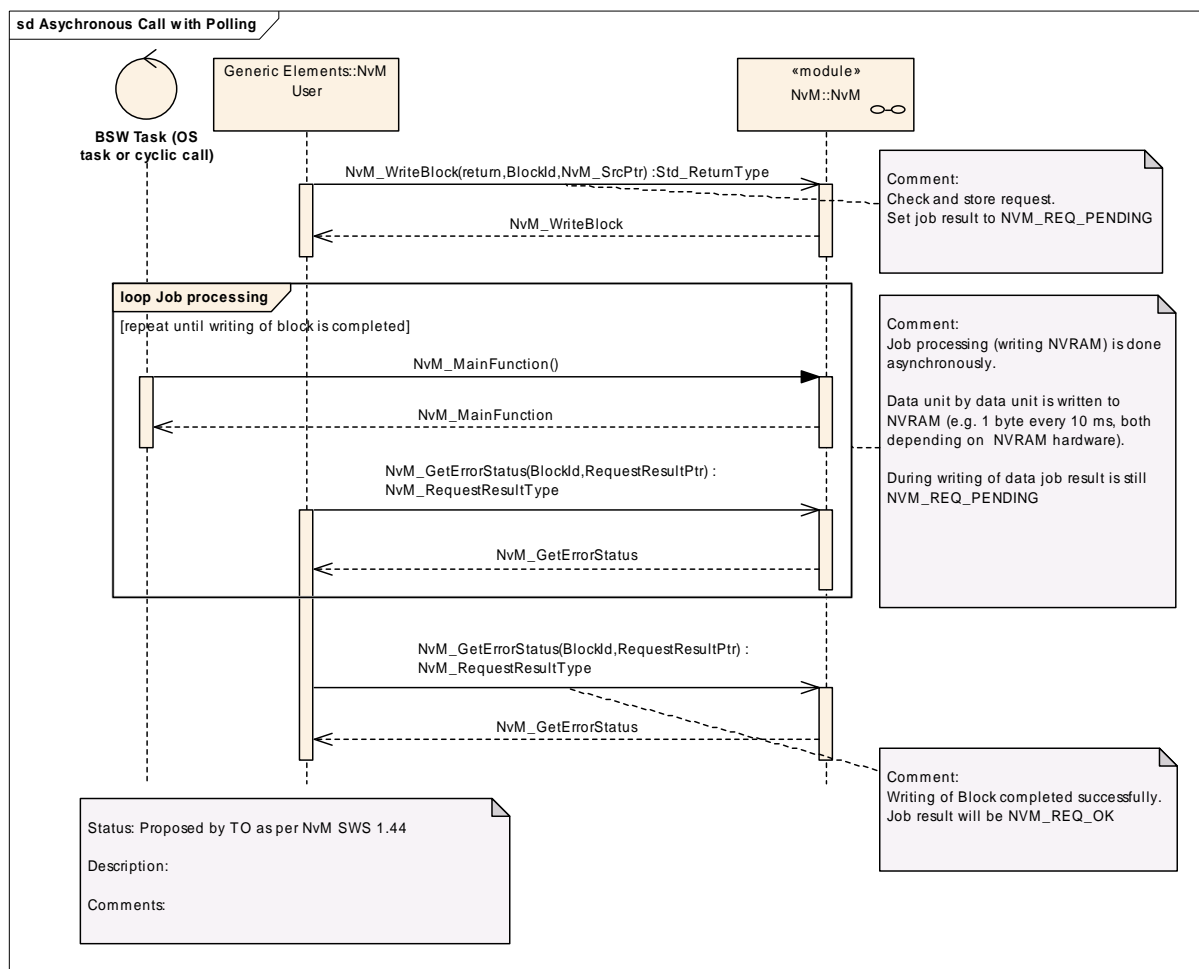 sd Asychronous Call with Polling
BSW Task (OS
task or cyclic call)
Generic Elements::NvM
User
«module»
NvM::NvM
NvM_WriteBlock(return,BlockId,NvM_SrcPtr) :Std_ReturnType
NvM_WriteBlock
Comment:
Check and store request.
Set job result to NVM_REQ_PENDING
loop Job processing
[repeat until writing of block is completed]
NvM_MainFunction()
NvM_MainFunction
NvM_GetErrorStatus(BlockId,RequestResultPtr) :
NvM_RequestResultType
NvM_GetErrorStatus
Comment:
Job processing (writing NVRAM) is done
asynchronously.
Data unit by data unit is written to
NVRAM (e.g. 1 byte every 10 ms, both
depending on NVRAM hardware).
During writing of data job result is still
NVM_REQ_PENDING
NvM_GetErrorStatus(BlockId,RequestResultPtr) :
NvM_RequestResultType
NvM_GetErrorStatus
Comment:
Writing of Block completed successfully.
Job result will be NVM_REQ_OK
Status: Proposed by TO as per NvM SWS 1.44
Description:
Comments: